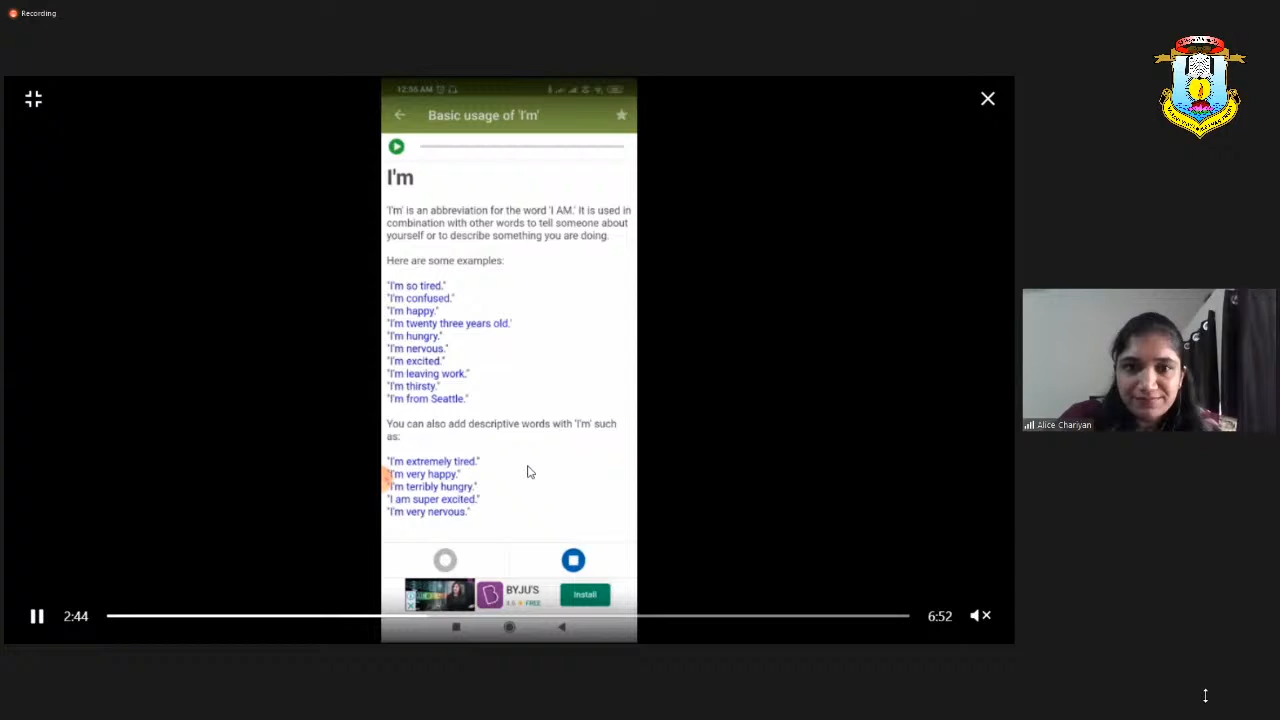 Recording
12:56 AM
Basic usage of 'I'm'
I'm
'I'm' is an abbreviation for the word 'I AM.' It is used in
combination with other words to tell someone about
yourself or to describe something you are doing.
Here are some examples:
"I'm so tired."
"I'm confused."
"I'm happy."
"I'm twenty three years old.'
"I'm hungry."
"I'm nervous."
"I'm excited."
"I'm leaving work."
"I'm thirsty."
"I'm from Seattle."
You can also add descriptive words with 'I'm' such
as:
"I'm extremely tired."
"I'm very happy."
"I'm terribly hungry."
"I am super excited."
"I'm very nervous."
BYJU'S
FREE
Install
2:44
6:52
Alice Chariyan